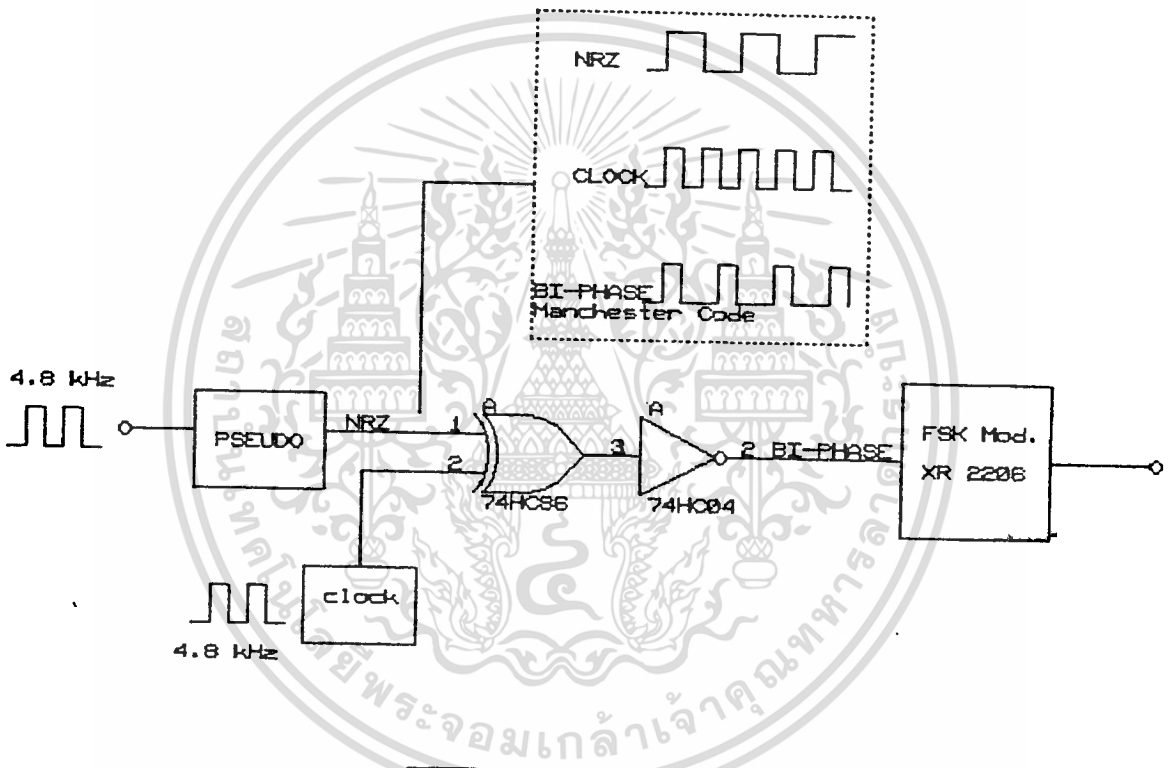 NRZ
CLOCK
BI-PHASE
Manchester Code
4.8 kHz
PSEUDO
NRZ
1
A
2
3
74HC86
A
74HC04
2
BI-PHASE
FSK Mod.
XR 2206
clock
4.8 kHz